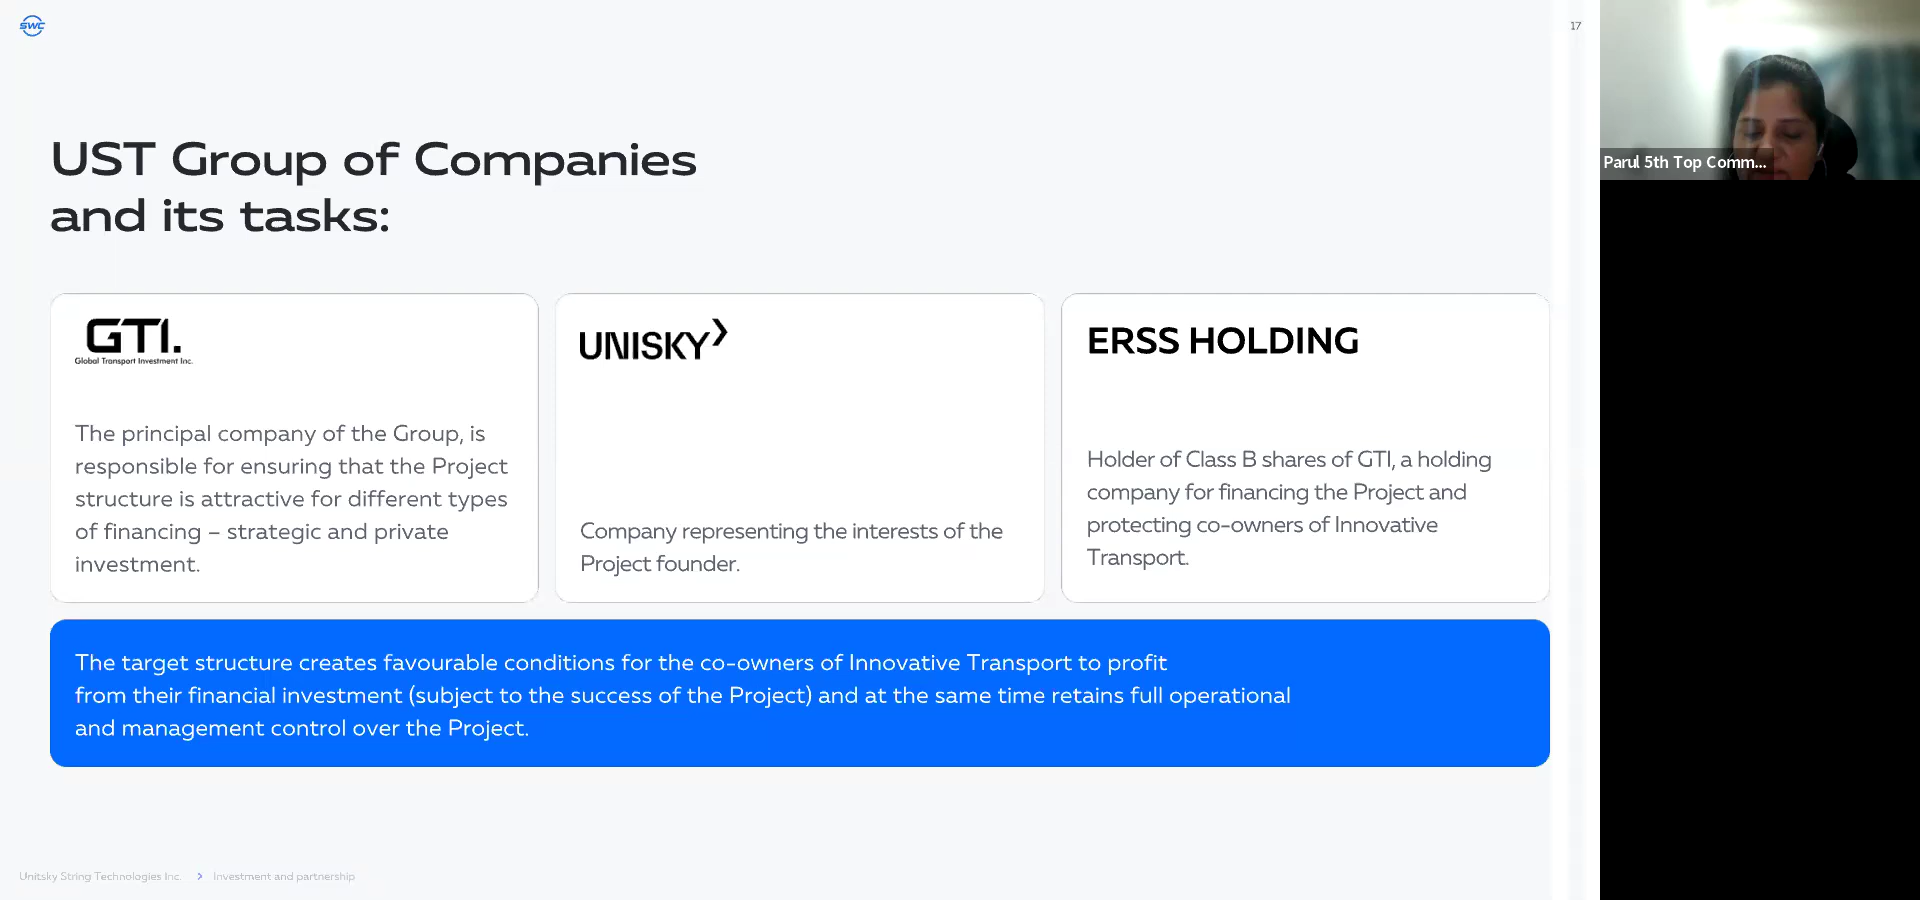 SWC
17
UST Group of Companies
and its tasks:
GTI.
Global Transport Investment Inc.
The principal company of the Group, is
responsible for ensuring that the Project
structure is attractive for different types
of financing – strategic and private
investment.
UNISKY
Company representing the interests of the
Project founder.
ERSS HOLDING
Holder of Class B shares of GTI, a holding
company for financing the Project and
protecting co-owners of Innovative
Transport.
The target structure creates favourable conditions for the co-owners of Innovative Transport to profit
from their financial investment (subject to the success of the Project) and at the same time retains full operational
and management control over the Project.
Unitsky String Technologies Inc. > Investment and partnership
Parul 5th Top Comm...